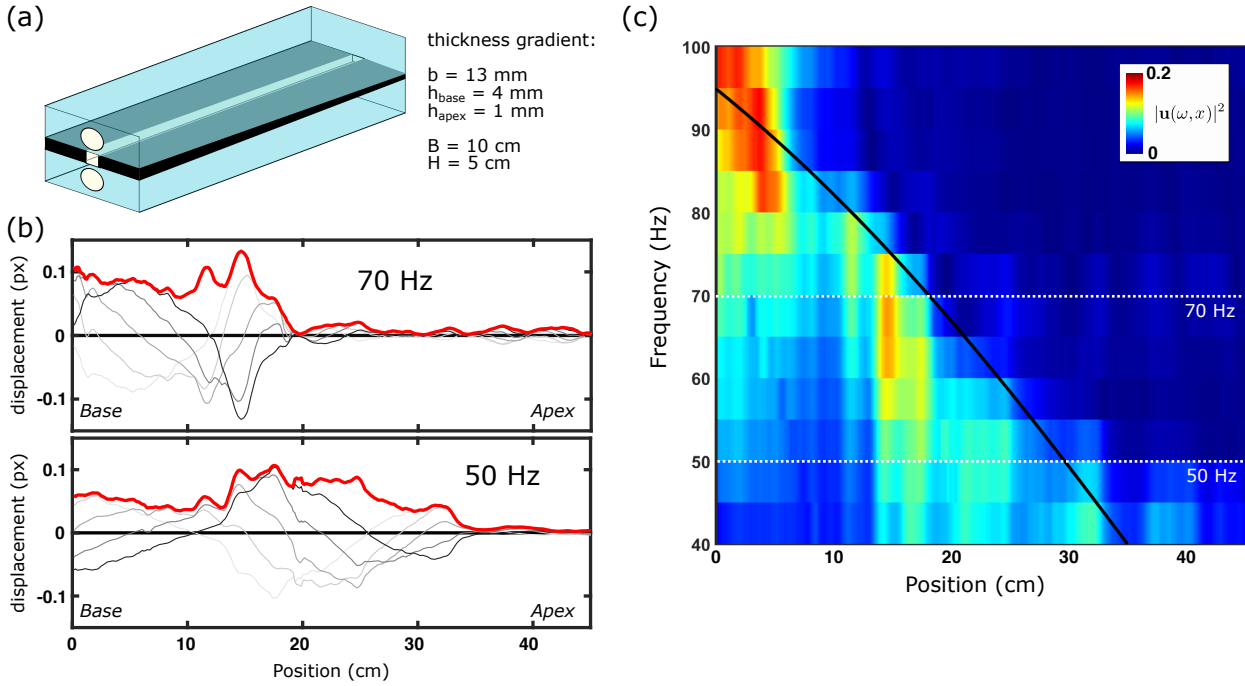 (a)
thickness gradient:
b = 13 mm
h_base = 4 mm
h_apex = 1 mm
B = 10 cm
H = 5 cm
(b)
displacement (px)
0.1
0
-0.1
70 Hz
Base
Apex
displacement (px)
0.1
0
-0.1
50 Hz
Base
Apex
0 10 20 30 40
Position (cm)
(c)
Frequency (Hz)
100
90
80
70
60
50
40
0.2
|u(ω,x)|²
0
70 Hz
50 Hz
0 10 20 30 40
Position (cm)